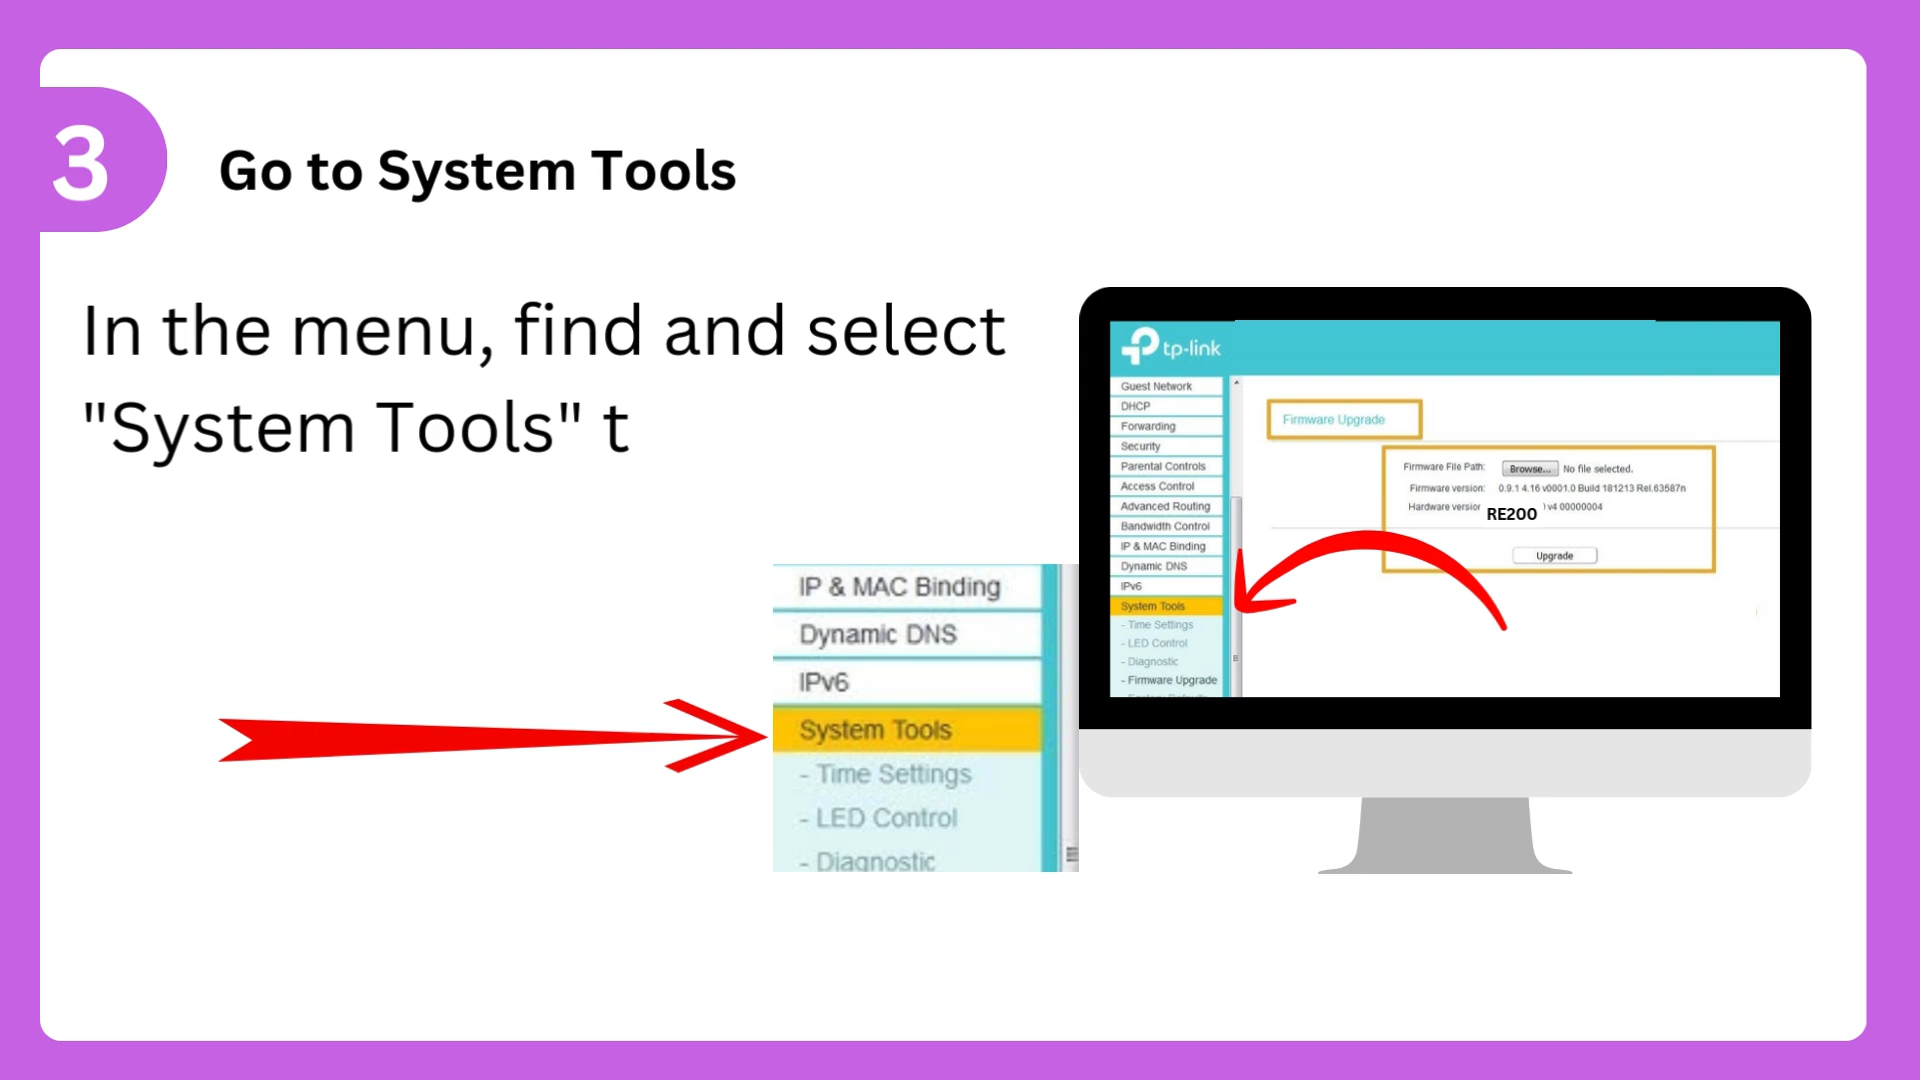 3
Go to System Tools
In the menu, find and select
"System Tools" t
IP & MAC Binding
Dynamic DNS
IPv6
System Tools
- Time Settings
- LED Control
- Diagnostic
tp-link
Guest Network
DHCP
Forwarding
Security
Parental Controls
Access Control
Advanced Routing
Bandwidth Control
IP & MAC Binding
Dynamic DNS
IPv6
System Tools
- Time Settings
- LED Control
- Diagnostic
- Firmware Upgrade
Firmware Upgrade
Firmware File Path: Browse... No file selected.
Firmware version: 0.9.1 4.16 v0001.0 Build 181213 Rel.63587n
Hardware version RE200 v4 00000004
Upgrade